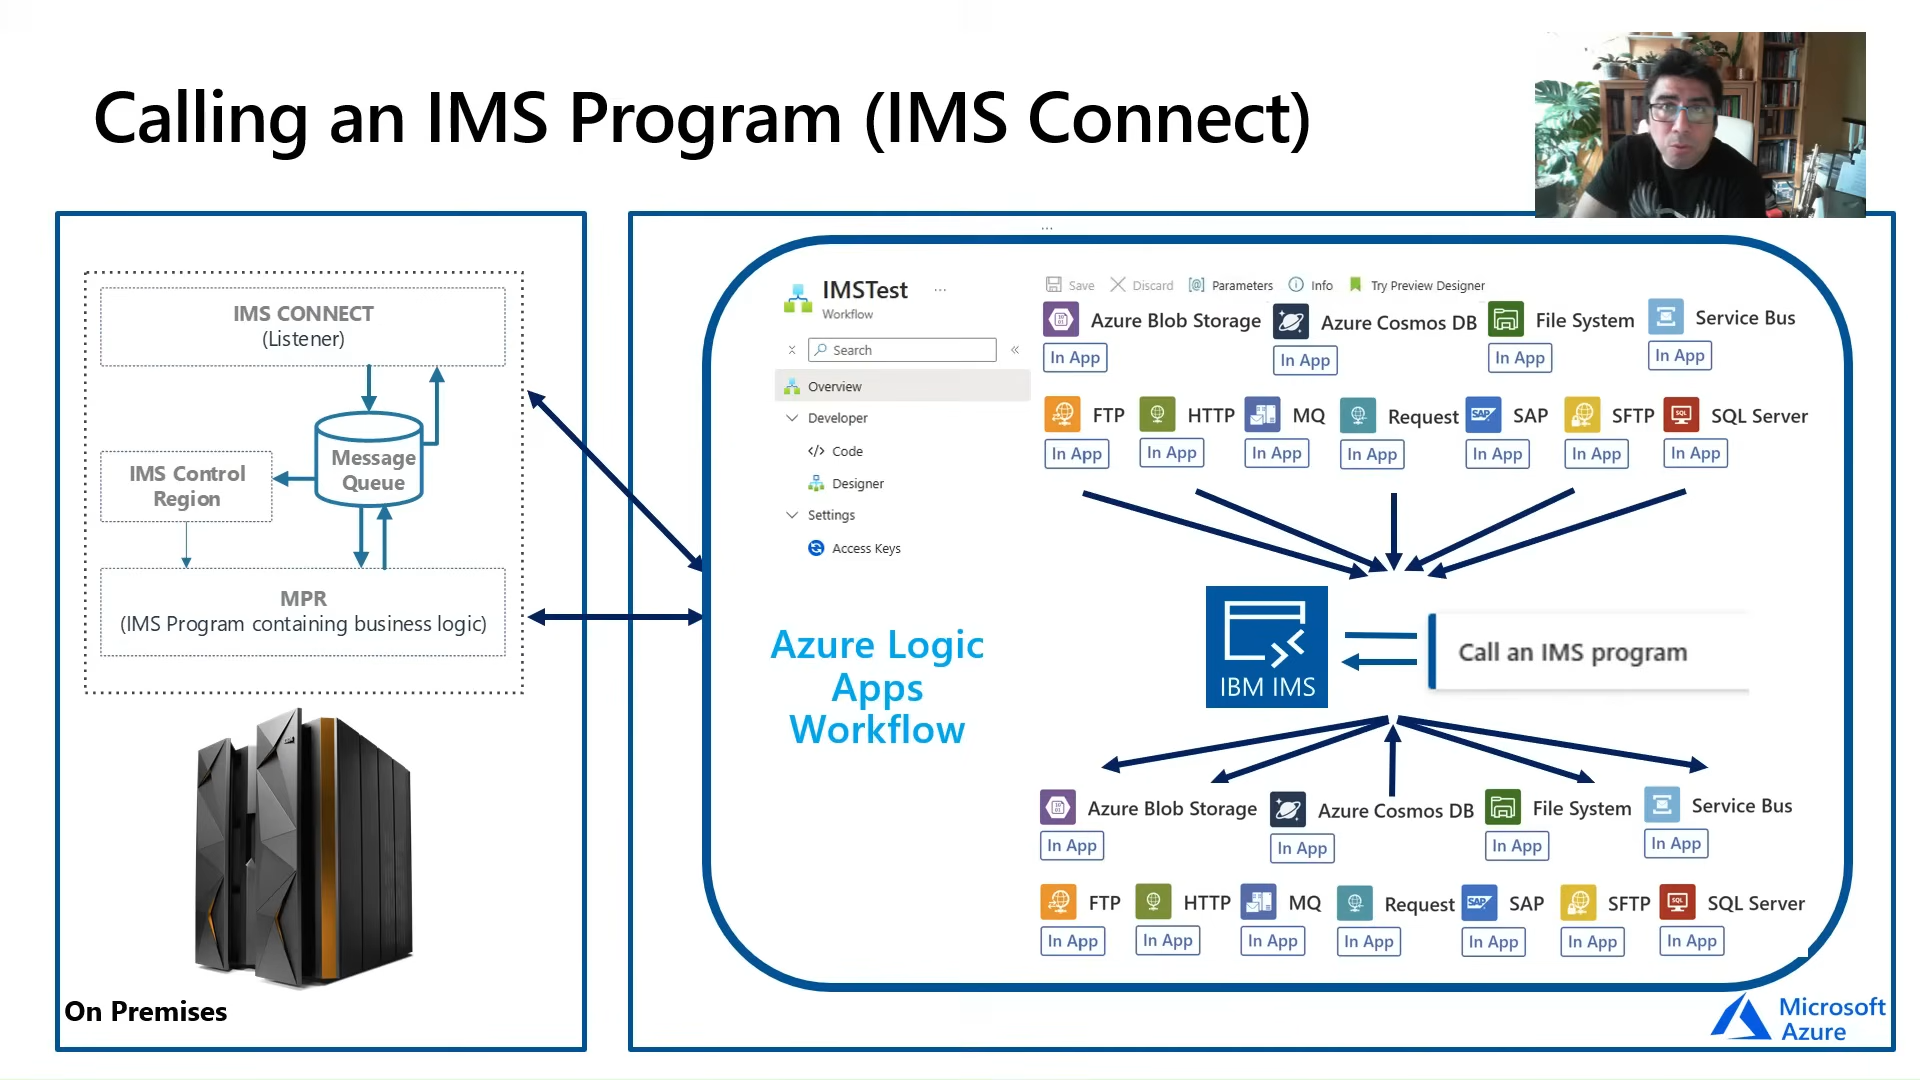 Calling an IMS Program (IMS Connect)
IMS CONNECT
(Listener)
Message
Queue
IMS Control
Region
MPR
(IMS Program containing business logic)
On Premises
...
IMSTest
...
Workflow
Search
Overview
Developer
Code
Designer
Settings
Access Keys
Azure Logic
Apps
Workflow
Save Discard Parameters Info Try Preview Designer
Azure Blob Storage Azure Cosmos DB File System Service Bus
In App In App In App In App
FTP HTTP MQ Request SAP SFTP SQL Server
In App In App In App In App In App In App In App
IBM IMS
Call an IMS program
Azure Blob Storage Azure Cosmos DB File System Service Bus
In App In App In App In App
FTP HTTP MQ Request SAP SFTP SQL Server
In App In App In App In App In App In App In App
Microsoft
Azure